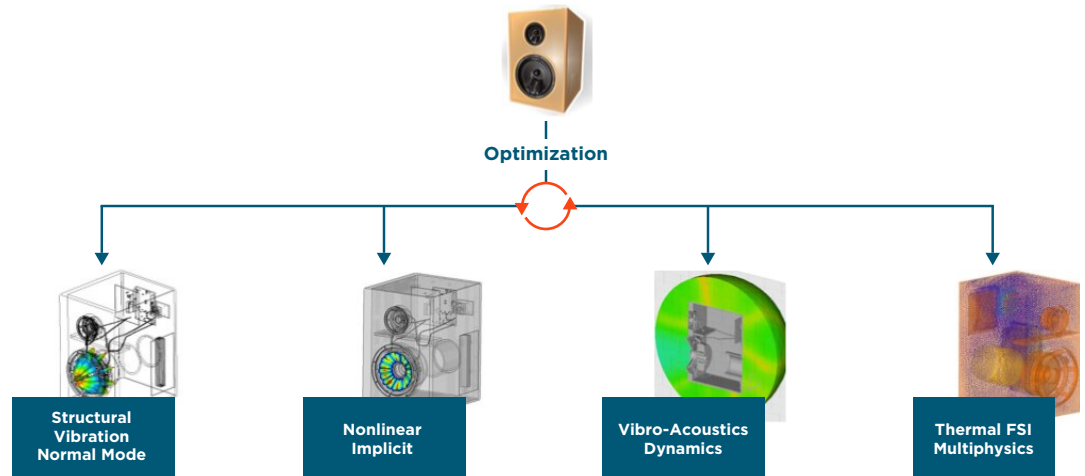 Optimization
Structural
Vibration
Normal Mode
Nonlinear
Implicit
Vibro-Acoustics
Dynamics
Thermal FSI
Multiphysics